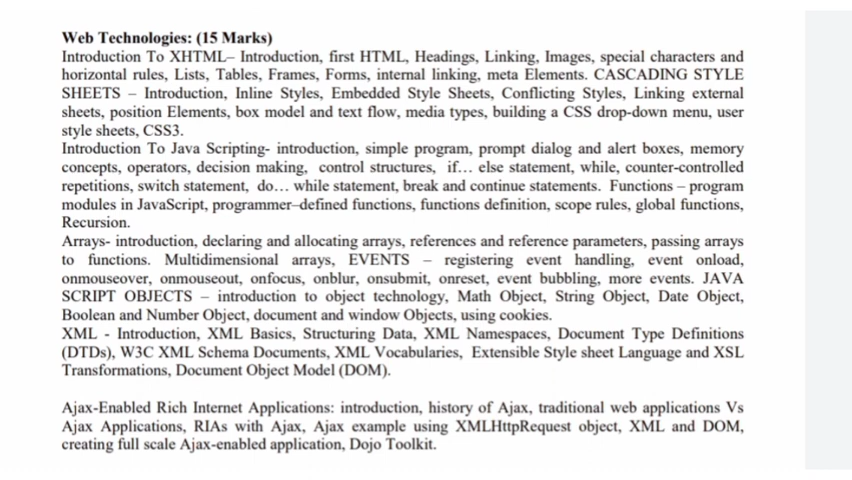 Web Technologies: (15 Marks)
Introduction To XHTML– Introduction, first HTML, Headings, Linking, Images, special characters and
horizontal rules, Lists, Tables, Frames, Forms, internal linking, meta Elements. CASCADING STYLE
SHEETS – Introduction, Inline Styles, Embedded Style Sheets, Conflicting Styles, Linking external
sheets, position Elements, box model and text flow, media types, building a CSS drop-down menu, user
style sheets, CSS3.
Introduction To Java Scripting- introduction, simple program, prompt dialog and alert boxes, memory
concepts, operators, decision making, control structures, if… else statement, while, counter-controlled
repetitions, switch statement, do… while statement, break and continue statements. Functions – program
modules in JavaScript, programmer–defined functions, functions definition, scope rules, global functions,
Recursion.
Arrays- introduction, declaring and allocating arrays, references and reference parameters, passing arrays
to functions. Multidimensional arrays, EVENTS – registering event handling, event onload,
onmouseover, onmouseout, onfocus, onblur, onsubmit, onreset, event bubbling, more events. JAVA
SCRIPT OBJECTS – introduction to object technology, Math Object, String Object, Date Object,
Boolean and Number Object, document and window Objects, using cookies.
XML - Introduction, XML Basics, Structuring Data, XML Namespaces, Document Type Definitions
(DTDs), W3C XML Schema Documents, XML Vocabularies, Extensible Style sheet Language and XSL
Transformations, Document Object Model (DOM).
Ajax-Enabled Rich Internet Applications: introduction, history of Ajax, traditional web applications Vs
Ajax Applications, RIAs with Ajax, Ajax example using XMLHttpRequest object, XML and DOM,
creating full scale Ajax-enabled application, Dojo Toolkit.